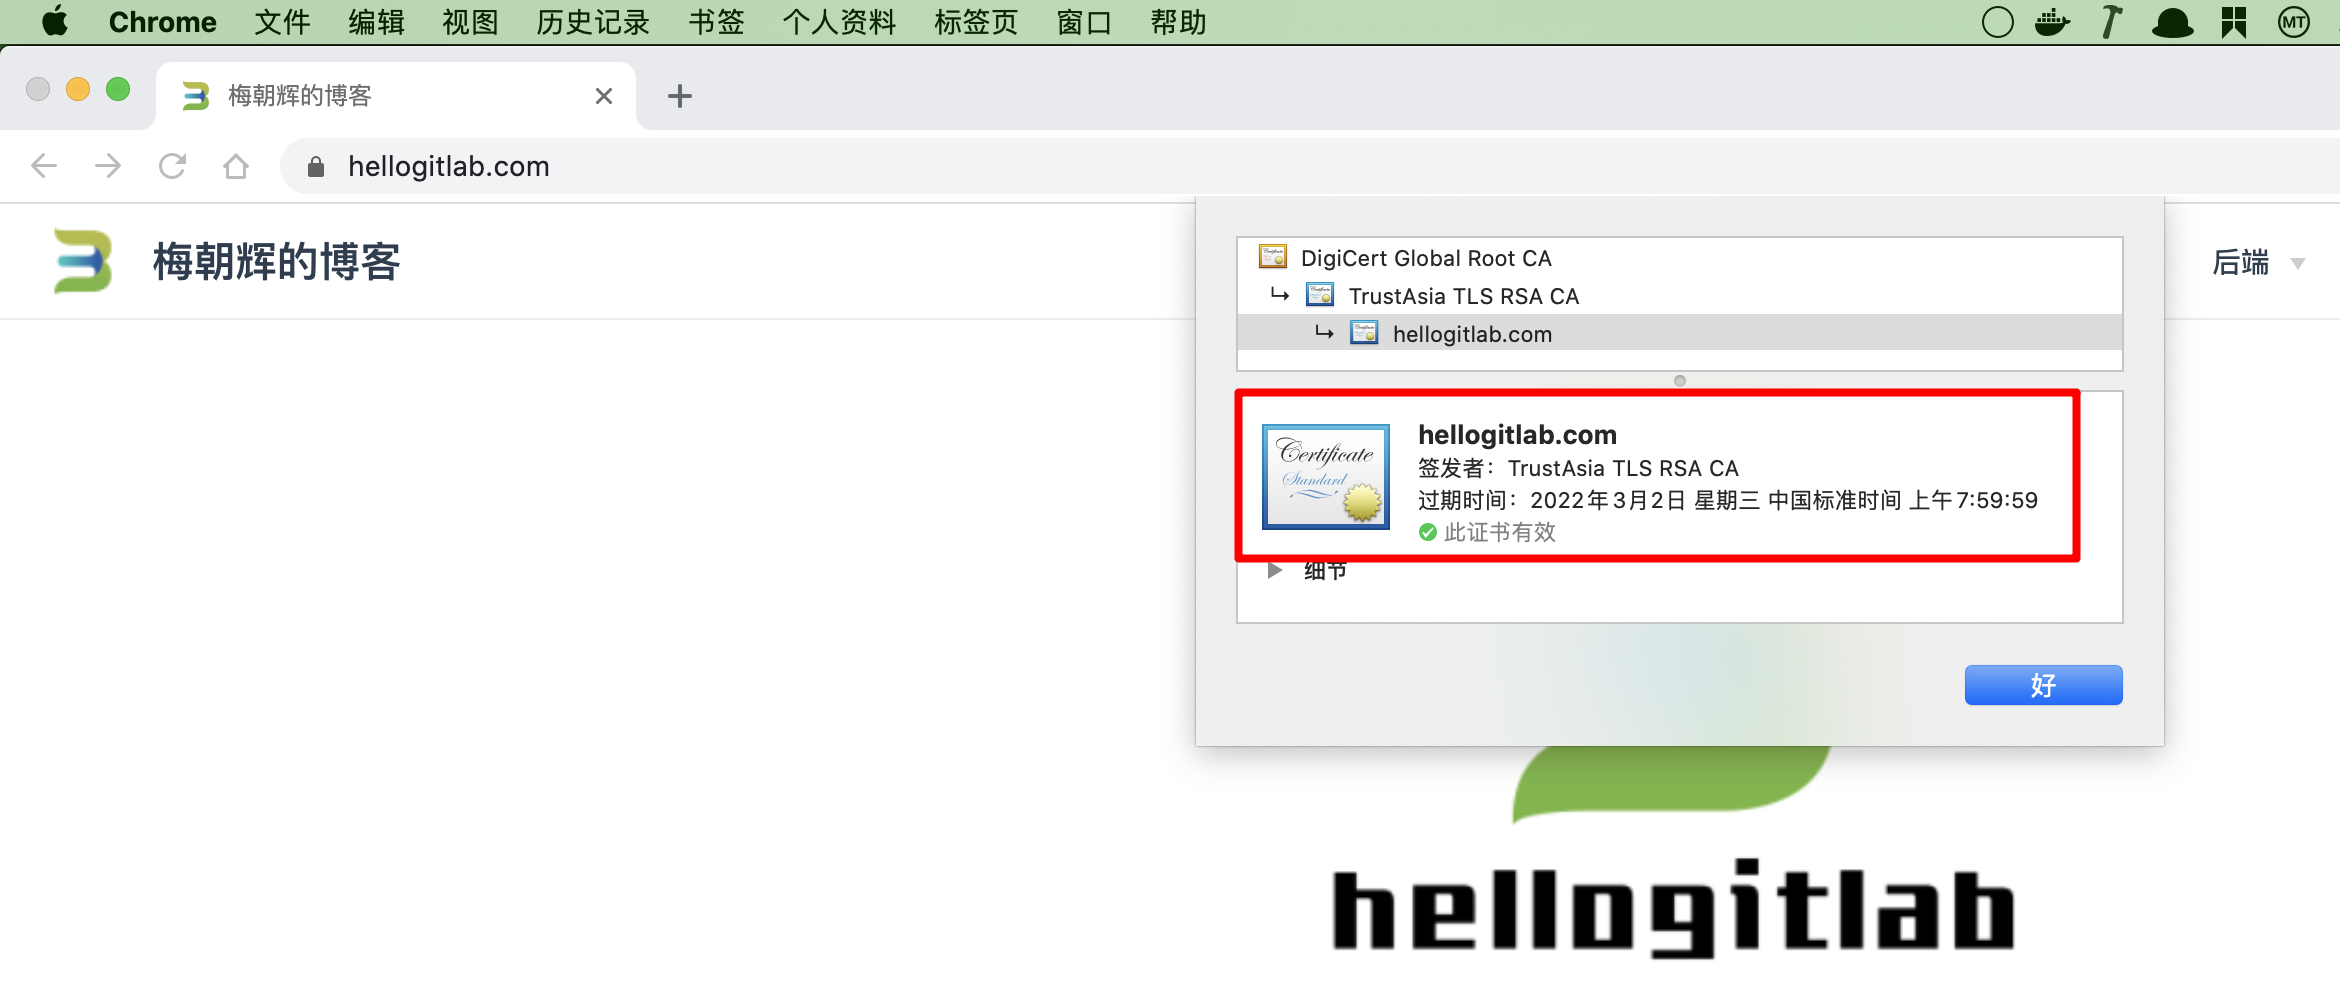 Chrome 文件 编辑 视图 历史记录 书签 个人资料 标签页 窗口 帮助 MT
梅朝辉的博客
hellogitlab.com
梅朝辉的博客
后端
DigiCert Global Root CA
TrustAsia TLS RSA CA
hellogitlab.com
Certificate
Standard
hellogitlab.com
签发者：TrustAsia TLS RSA CA
过期时间：2022年3月2日 星期三 中国标准时间 上午7:59:59
此证书有效
细节
好
hellogitlab